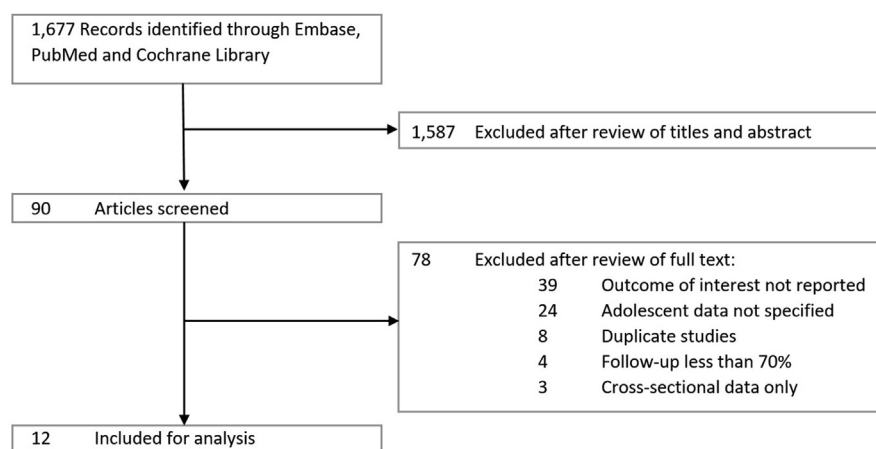 1,677 Records identified through Embase,
PubMed and Cochrane Library
1,587 Excluded after review of titles and abstract
90 Articles screened
78 Excluded after review of full text:
39 Outcome of interest not reported
24 Adolescent data not specified
8 Duplicate studies
4 Follow-up less than 70%
3 Cross-sectional data only
12 Included for analysis